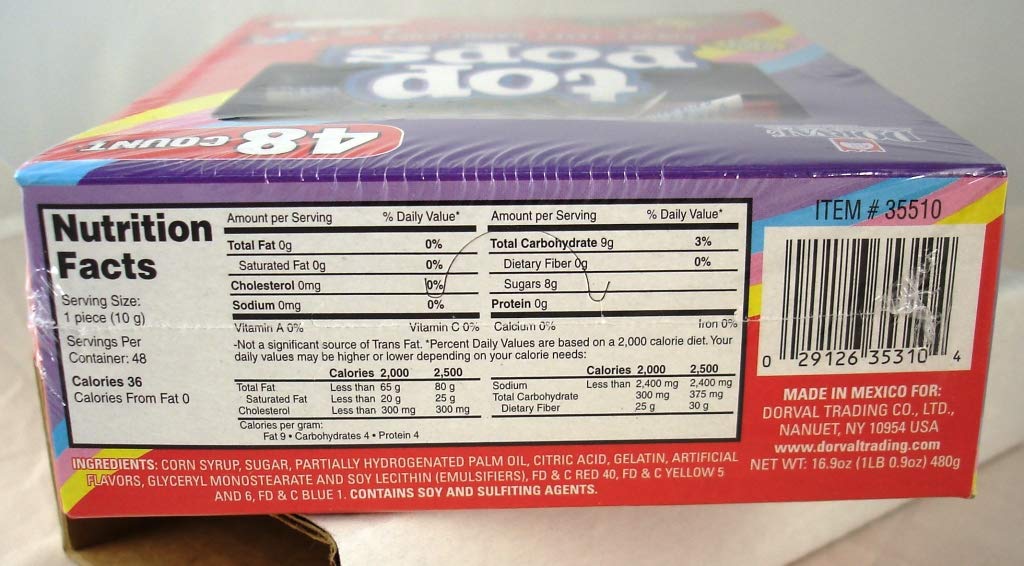 top
pops
48 COUNT
DORVAL
Nutrition
Facts
Serving Size:
1 piece (10 g)
Servings Per
Container: 48
Calories 36
Calories From Fat 0
Amount per Serving % Daily Value*
Total Fat 0g 0%
Saturated Fat 0g 0%
Cholesterol 0mg 0%
Sodium 0mg 0%
Amount per Serving % Daily Value*
Total Carbohydrate 9g 3%
Dietary Fiber 0g 0%
Sugars 8g
Protein 0g
Vitamin A 0% Vitamin C 0% Calcium 0% Iron 0%
-Not a significant source of Trans Fat. *Percent Daily Values are based on a 2,000 calorie diet. Your
daily values may be higher or lower depending on your calorie needs:
Calories 2,000 2,500
Total Fat Less than 65 g 80 g
Saturated Fat Less than 20 g 25 g
Cholesterol Less than 300 mg 300 mg
Calories 2,000 2,500
Sodium Less than 2,400 mg 2,400 mg
Total Carbohydrate 300 mg 375 mg
Dietary Fiber 25 g 30 g
Calories per gram:
Fat 9 • Carbohydrates 4 • Protein 4
INGREDIENTS: CORN SYRUP, SUGAR, PARTIALLY HYDROGENATED PALM OIL, CITRIC ACID, GELATIN, ARTIFICIAL
FLAVORS, GLYCERYL MONOSTEARATE AND SOY LECITHIN (EMULSIFIERS), FD & C RED 40, FD & C YELLOW 5
AND 6, FD & C BLUE 1. CONTAINS SOY AND SULFITING AGENTS.
ITEM # 35510
0 29126 35310 4
MADE IN MEXICO FOR:
DORVAL TRADING CO., LTD.,
NANUET, NY 10954 USA
www.dorvaltrading.com
NET WT: 16.9oz (1LB 0.9oz) 480g